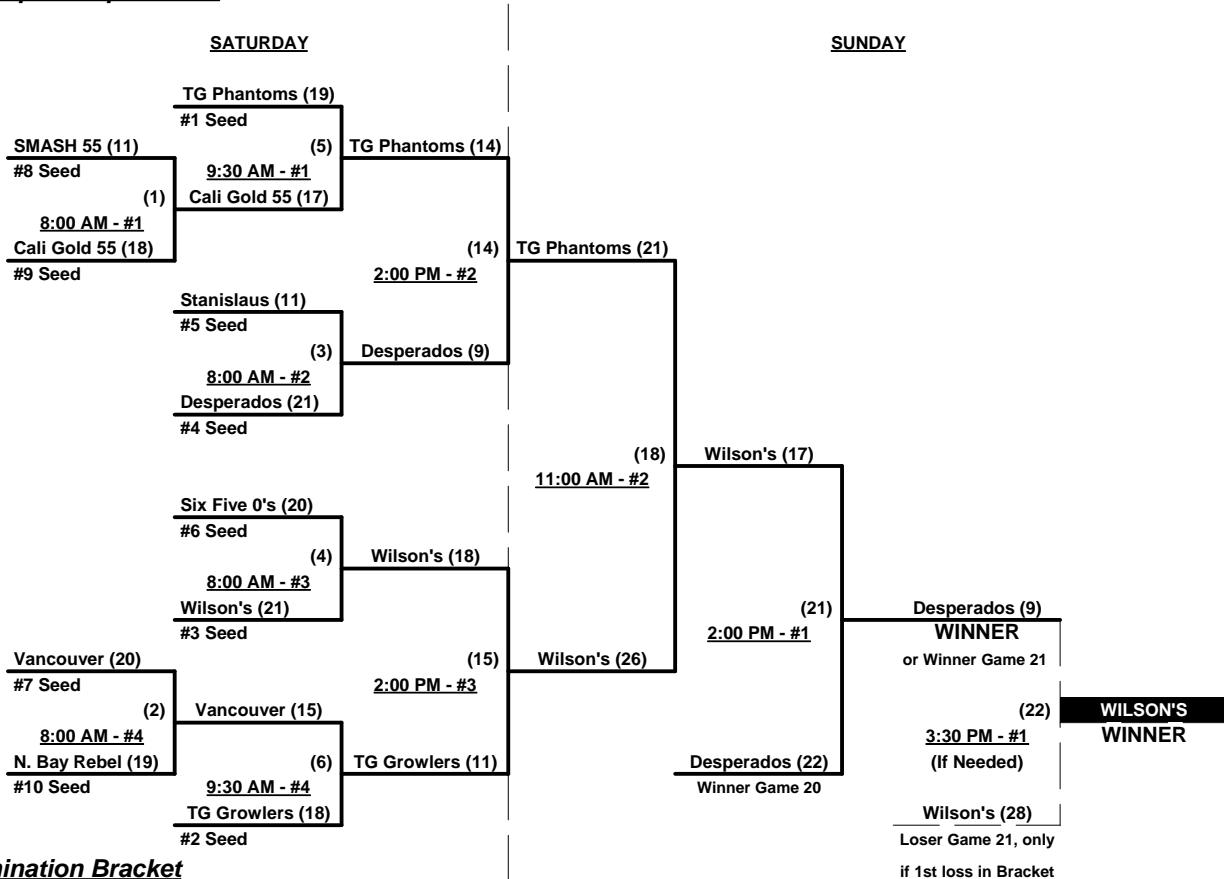 SATURDAY
SUNDAY
TG Phantoms (19)
#1 Seed
SMASH 55 (11)
(5)
TG Phantoms (14)
#8 Seed
9:30 AM - #1
(1)
Cali Gold 55 (17)
8:00 AM - #1
Cali Gold 55 (18)
(14)
TG Phantoms (21)
#9 Seed
2:00 PM - #2
Stanislaus (11)
#5 Seed
(3)
Desperados (9)
8:00 AM - #2
Desperados (21)
#4 Seed
(18)
Wilson's (17)
11:00 AM - #2
Six Five 0's (20)
#6 Seed
(4)
Wilson's (18)
8:00 AM - #3
Wilson's (21)
(21)
Desperados (9)
#3 Seed
2:00 PM - #1
WINNER
Vancouver (20)
(15)
Wilson's (26)
or Winner Game 21
#7 Seed
2:00 PM - #3
(2)
Vancouver (15)
(22)
WILSON'S
8:00 AM - #4
3:30 PM - #1
WINNER
N. Bay Rebel (19)
(6)
TG Growlers (11)
Desperados (22)
(If Needed)
#10 Seed
9:30 AM - #4
Winner Game 20
TG Growlers (18)
Wilson's (28)
#2 Seed
Loser Game 21, only
mination Bracket
if 1st loss in Bracket